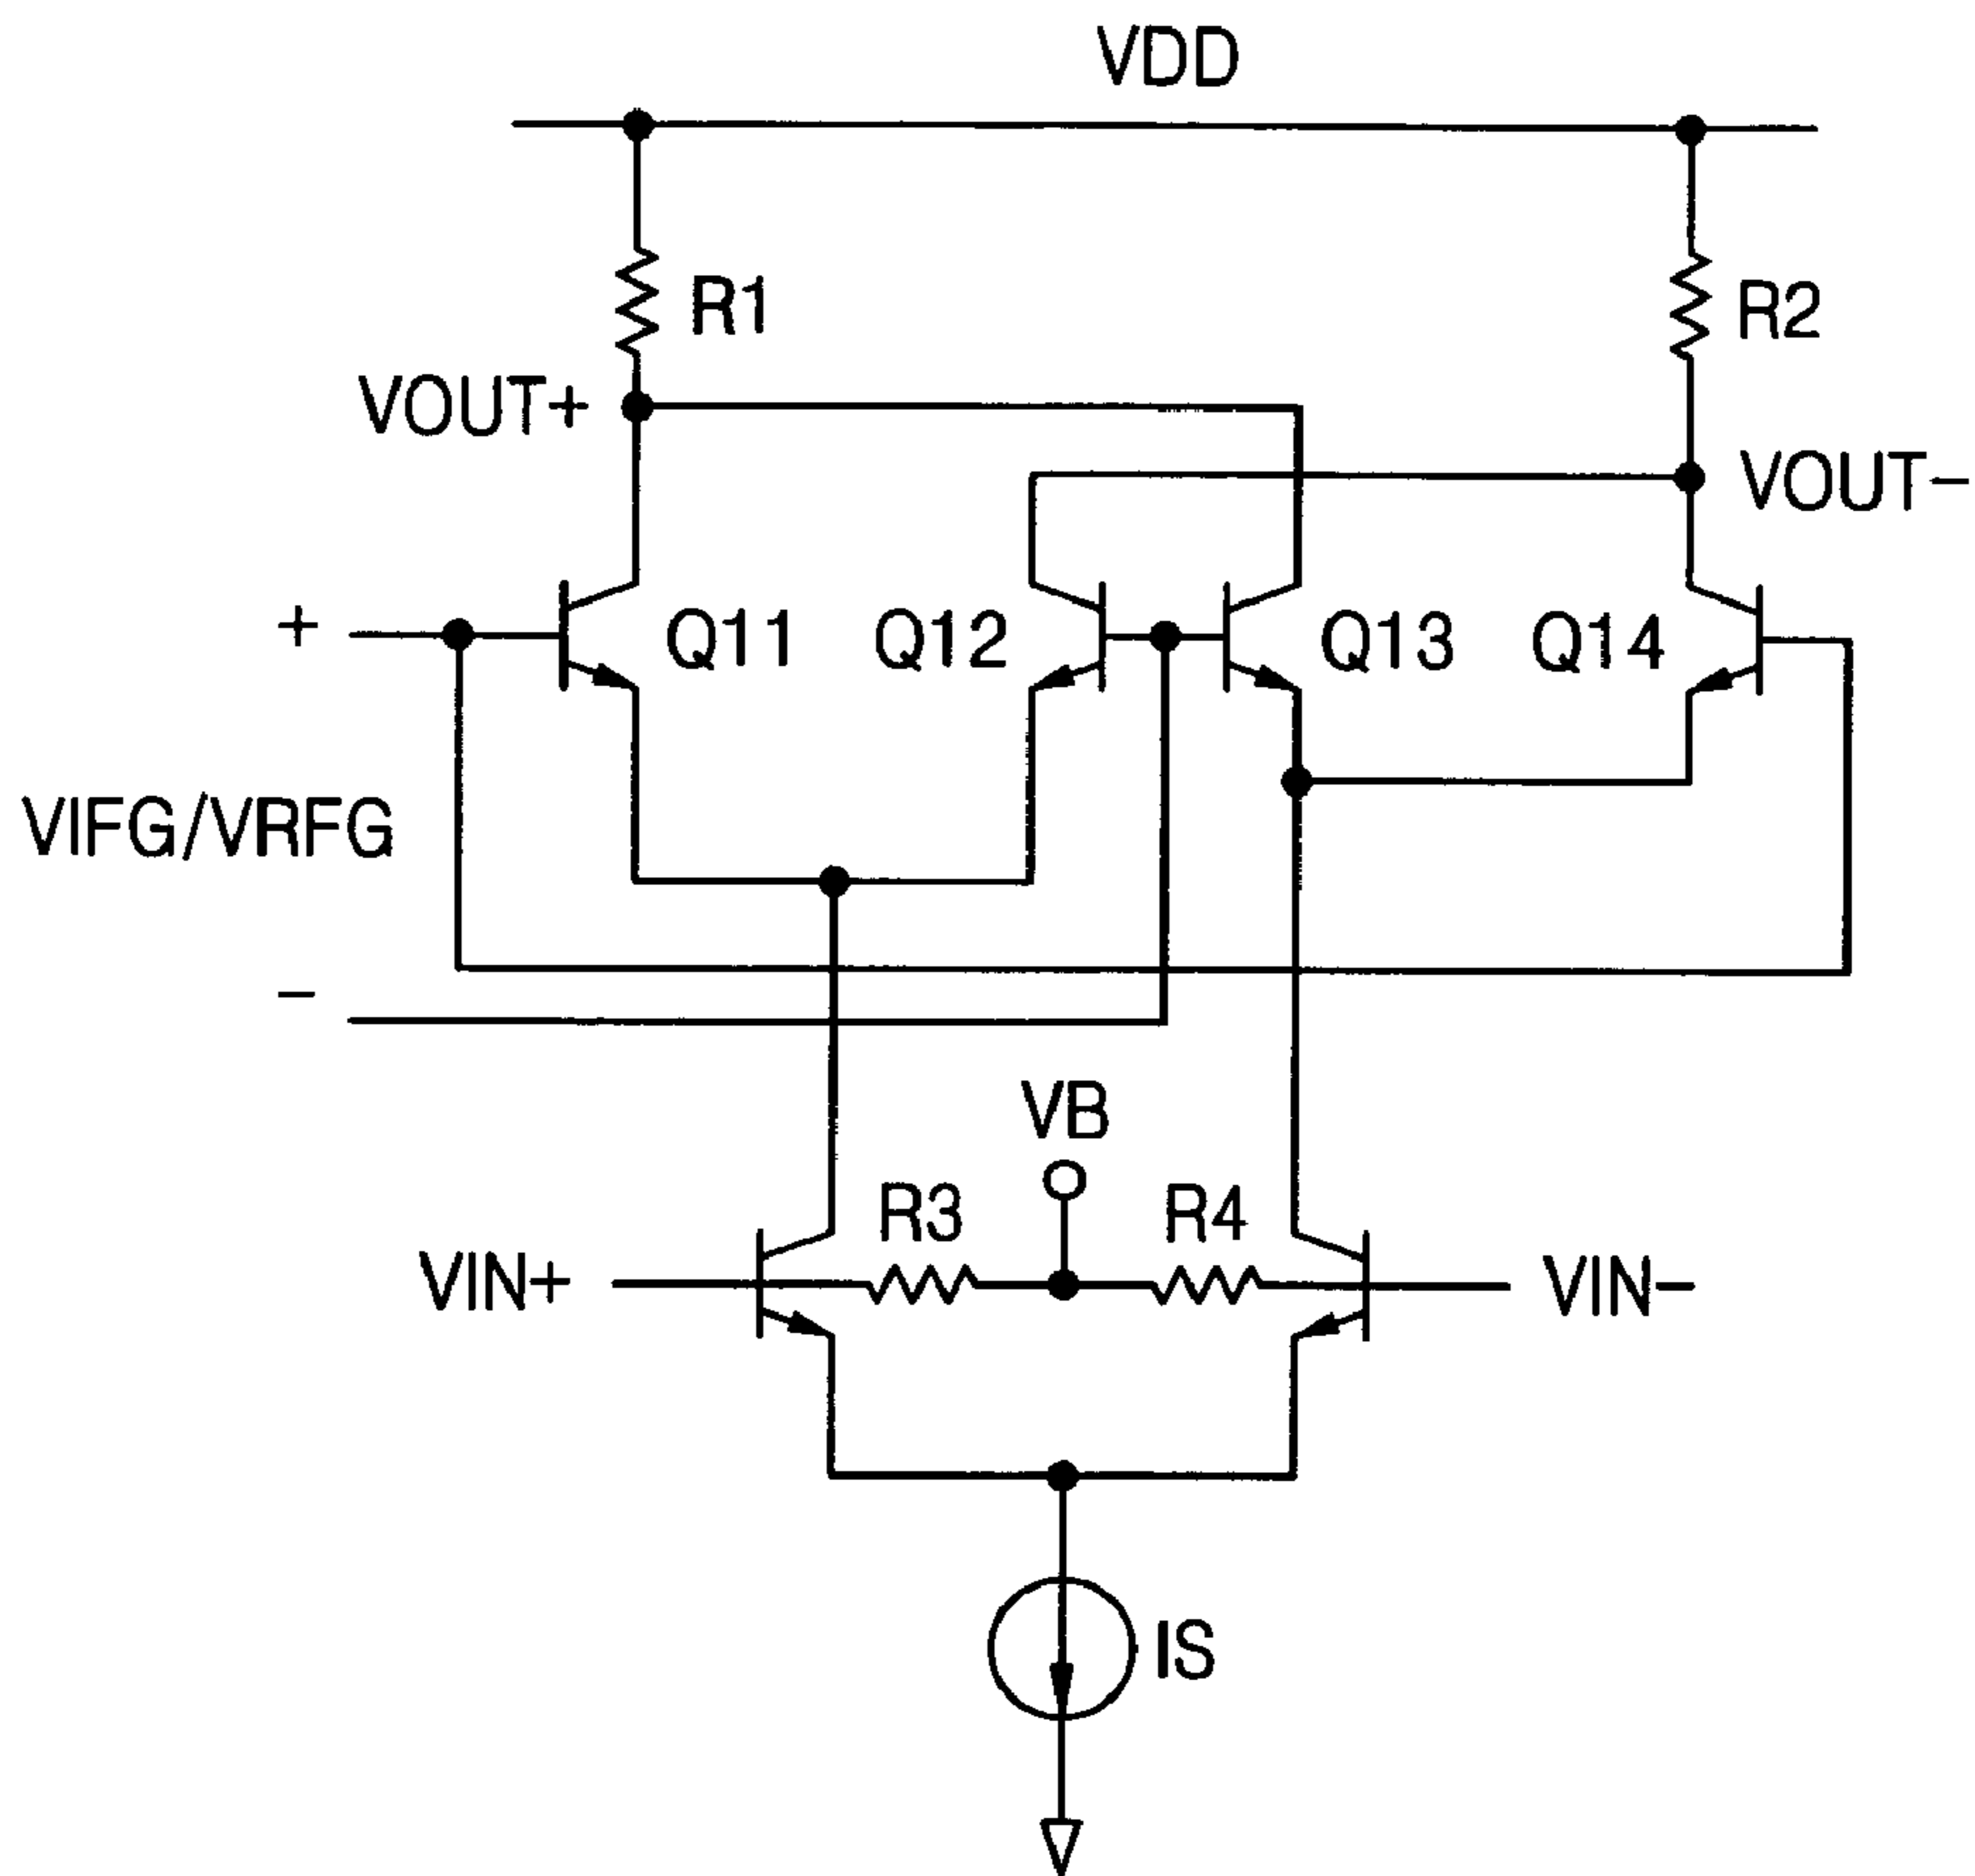 VDD
R1
R2
VOUT+
VOUT-
+
Q11
Q12
Q13
Q14
VIFG/VRFG
-
VB
R3
R4
VIN+
VIN-
IS